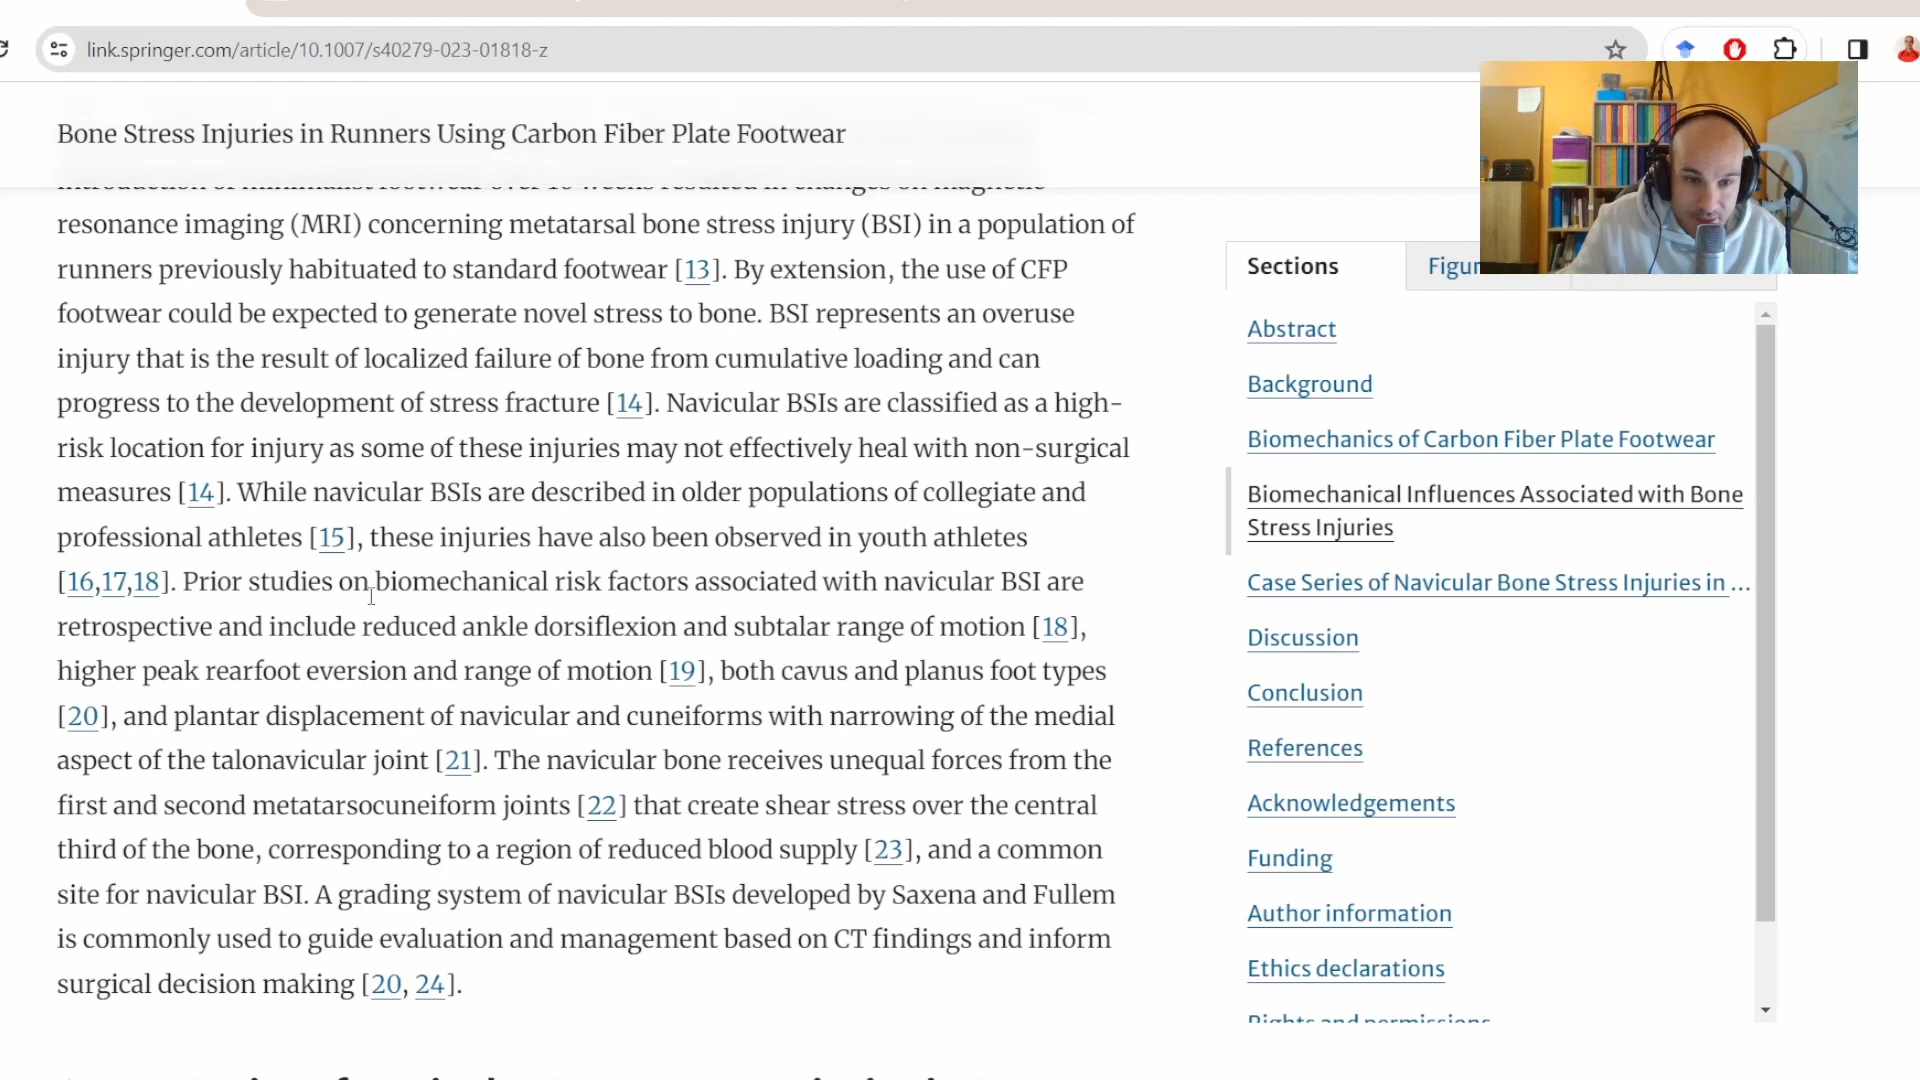 link.springer.com/article/10.1007/s40279-023-01818-z
Bone Stress Injuries in Runners Using Carbon Fiber Plate Footwear
introduction of minimalist footwear over 10 weeks resulted in changes on magnetic
resonance imaging (MRI) concerning metatarsal bone stress injury (BSI) in a population of
runners previously habituated to standard footwear [13]. By extension, the use of CFP
footwear could be expected to generate novel stress to bone. BSI represents an overuse
injury that is the result of localized failure of bone from cumulative loading and can
progress to the development of stress fracture [14]. Navicular BSIs are classified as a high-
risk location for injury as some of these injuries may not effectively heal with non-surgical
measures [14]. While navicular BSIs are described in older populations of collegiate and
professional athletes [15], these injuries have also been observed in youth athletes
[16,17,18]. Prior studies on biomechanical risk factors associated with navicular BSI are
retrospective and include reduced ankle dorsiflexion and subtalar range of motion [18],
higher peak rearfoot eversion and range of motion [19], both cavus and planus foot types
[20], and plantar displacement of navicular and cuneiforms with narrowing of the medial
aspect of the talonavicular joint [21]. The navicular bone receives unequal forces from the
first and second metatarsocuneiform joints [22] that create shear stress over the central
third of the bone, corresponding to a region of reduced blood supply [23], and a common
site for navicular BSI. A grading system of navicular BSIs developed by Saxena and Fullem
is commonly used to guide evaluation and management based on CT findings and inform
surgical decision making [20, 24].
Sections
Figur
Abstract
Background
Biomechanics of Carbon Fiber Plate Footwear
Biomechanical Influences Associated with Bone
Stress Injuries
Case Series of Navicular Bone Stress Injuries in ...
Discussion
Conclusion
References
Acknowledgements
Funding
Author information
Ethics declarations
Rights and permissions